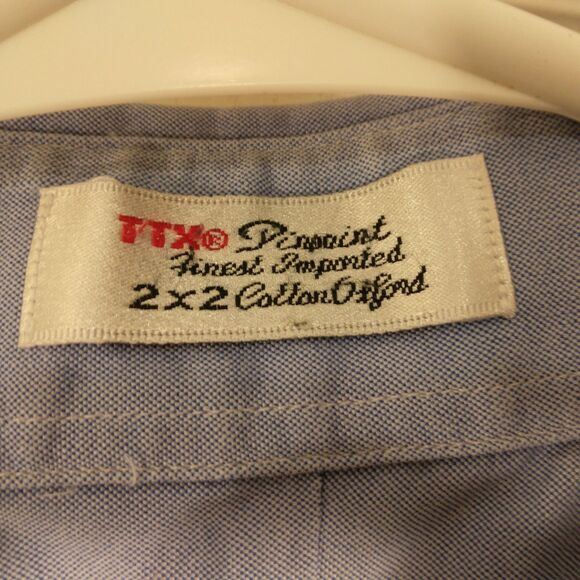 TTX® Pinpoint
Finest Imported
2x2 Cotton Oxford